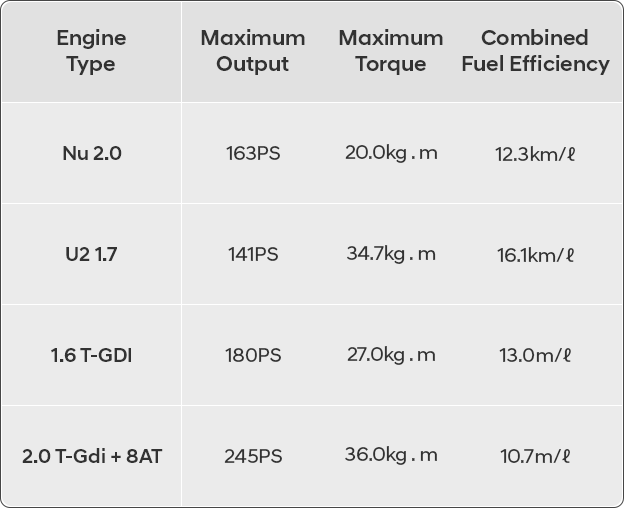 Engine Type
Maximum Output
Maximum Torque
Combined Fuel Efficiency
Nu 2.0
163PS
20.0kg . m
12.3km/ℓ
U2 1.7
141PS
34.7kg . m
16.1km/ℓ
1.6 T-GDI
180PS
27.0kg . m
13.0m/ℓ
2.0 T-Gdi + 8AT
245PS
36.0kg . m
10.7m/ℓ